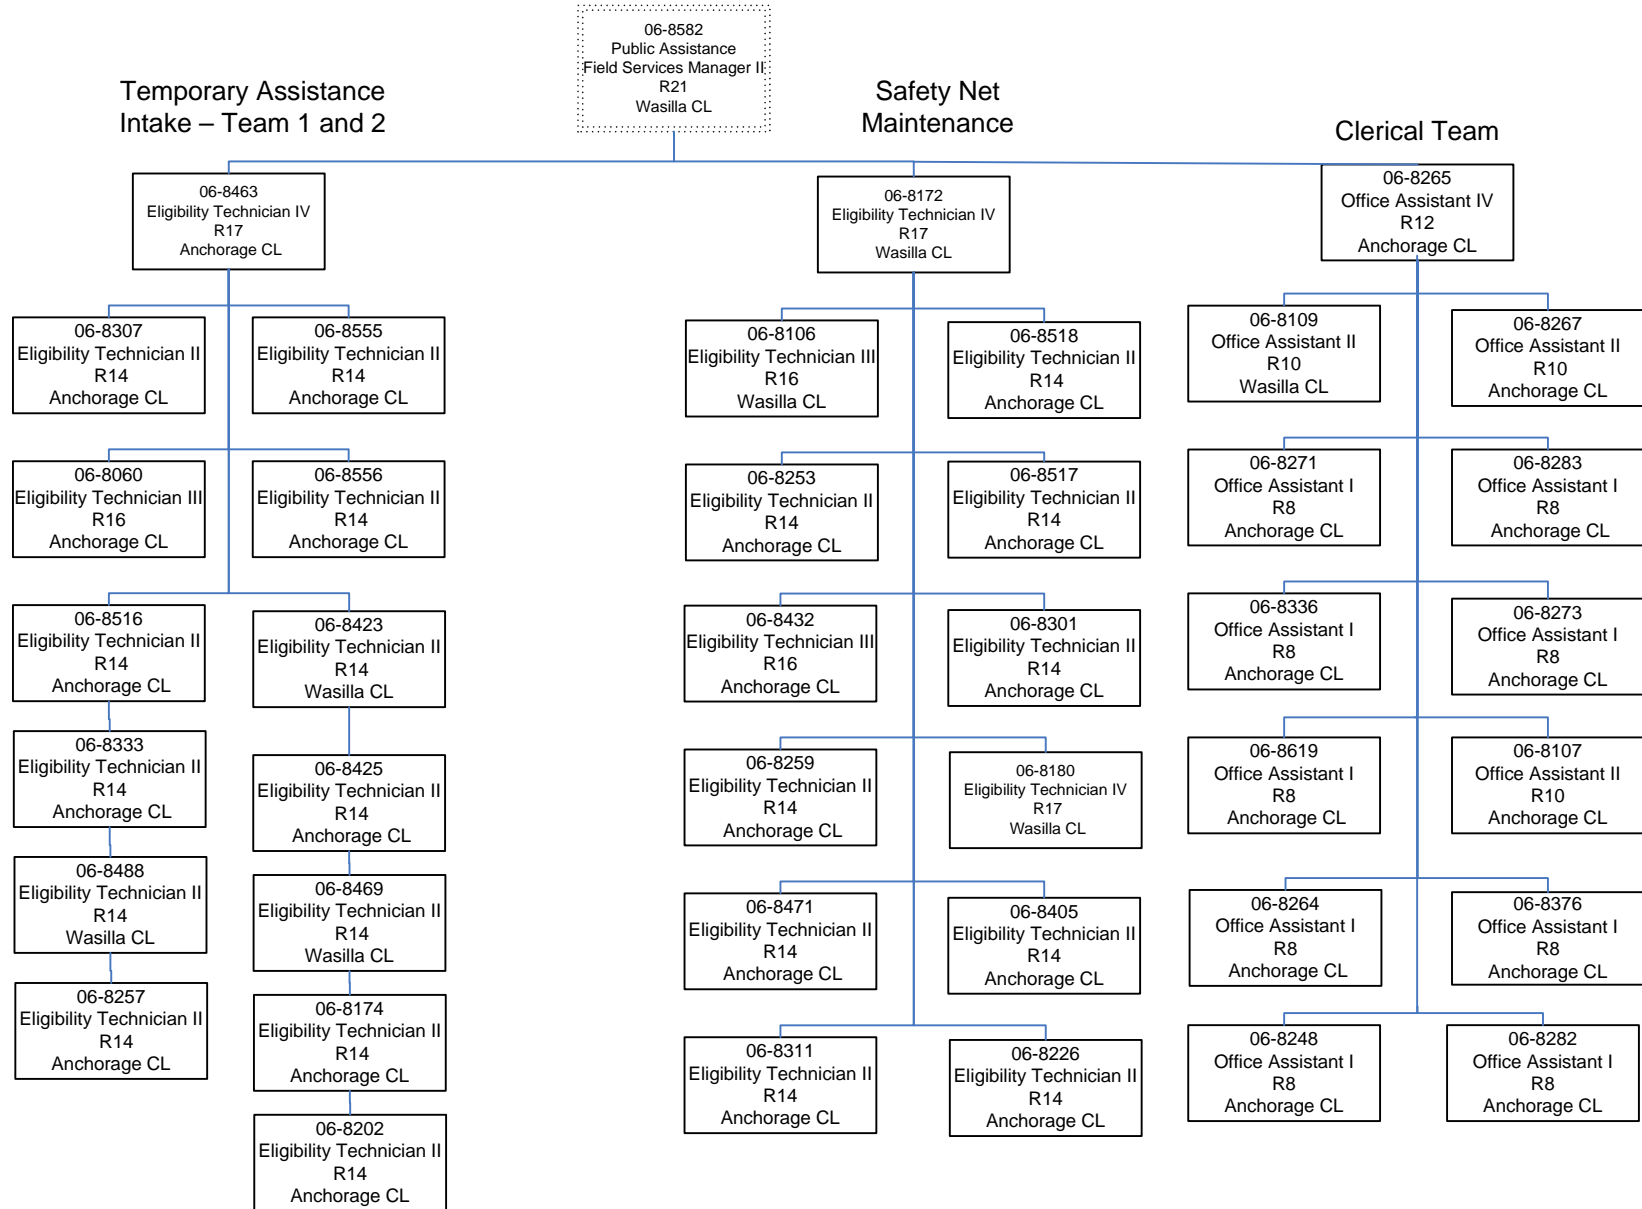 06-8582
Public Assistance
Field Services Manager II
R21
Wasilla CL
Temporary Assistance
Intake – Team 1 and 2
Safety Net
Maintenance
Clerical Team
06-8463
Eligibility Technician IV
R17
Anchorage CL
06-8172
Eligibility Technician IV
R17
Wasilla CL
06-8265
Office Assistant IV
R12
Anchorage CL
06-8307
Eligibility Technician II
R14
Anchorage CL
06-8555
Eligibility Technician II
R14
Anchorage CL
06-8060
Eligibility Technician III
R16
Anchorage CL
06-8556
Eligibility Technician II
R14
Anchorage CL
06-8516
Eligibility Technician II
R14
Anchorage CL
06-8423
Eligibility Technician II
R14
Wasilla CL
06-8333
Eligibility Technician II
R14
Anchorage CL
06-8425
Eligibility Technician II
R14
Anchorage CL
06-8488
Eligibility Technician II
R14
Wasilla CL
06-8469
Eligibility Technician II
R14
Wasilla CL
06-8257
Eligibility Technician II
R14
Anchorage CL
06-8174
Eligibility Technician II
R14
Anchorage CL
06-8202
Eligibility Technician II
R14
Anchorage CL
06-8106
Eligibility Technician III
R16
Wasilla CL
06-8518
Eligibility Technician II
R14
Anchorage CL
06-8253
Eligibility Technician II
R14
Anchorage CL
06-8517
Eligibility Technician II
R14
Anchorage CL
06-8432
Eligibility Technician III
R16
Anchorage CL
06-8301
Eligibility Technician II
R14
Anchorage CL
06-8259
Eligibility Technician II
R14
Anchorage CL
06-8180
Eligibility Technician IV
R17
Wasilla CL
06-8471
Eligibility Technician II
R14
Anchorage CL
06-8405
Eligibility Technician II
R14
Anchorage CL
06-8311
Eligibility Technician II
R14
Anchorage CL
06-8226
Eligibility Technician II
R14
Anchorage CL
06-8109
Office Assistant II
R10
Wasilla CL
06-8267
Office Assistant II
R10
Anchorage CL
06-8271
Office Assistant I
R8
Anchorage CL
06-8283
Office Assistant I
R8
Anchorage CL
06-8336
Office Assistant I
R8
Anchorage CL
06-8273
Office Assistant I
R8
Anchorage CL
06-8619
Office Assistant I
R8
Anchorage CL
06-8107
Office Assistant II
R10
Anchorage CL
06-8264
Office Assistant I
R8
Anchorage CL
06-8376
Office Assistant I
R8
Anchorage CL
06-8248
Office Assistant I
R8
Anchorage CL
06-8282
Office Assistant I
R8
Anchorage CL